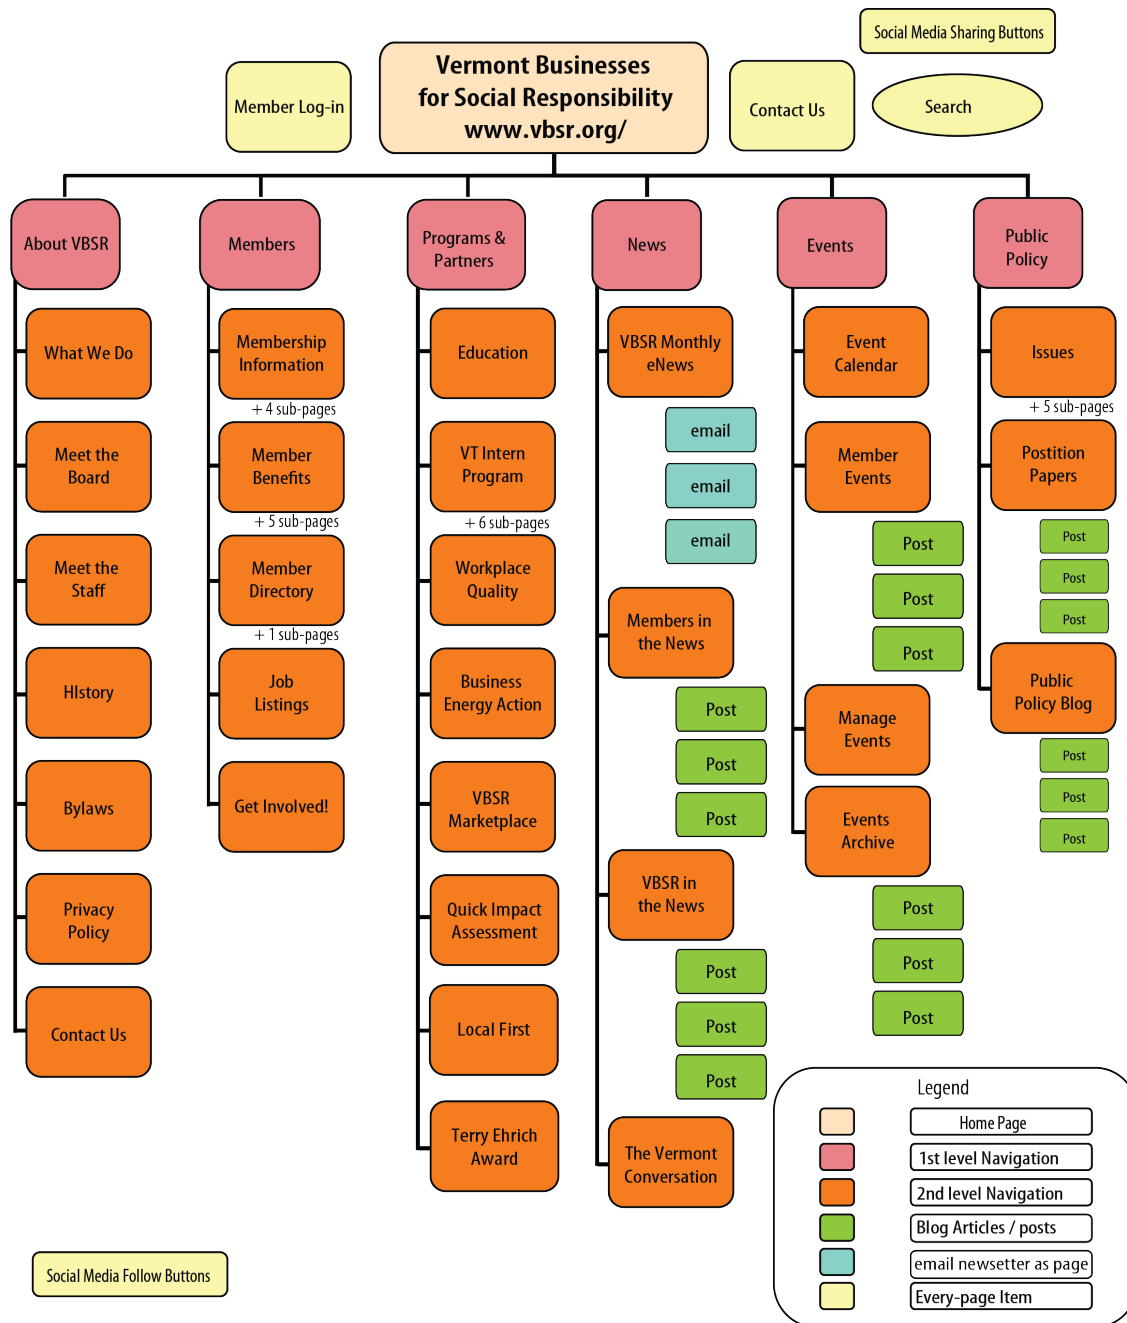 Social Media Sharing Buttons
Vermont Businesses
for Social Responsibility
www.vbsr.org/
Member Log-in
Contact Us
Search
About VBSR
What We Do
Meet the
Board
Meet the
Staff
HIstory
Bylaws
Privacy
Policy
Contact Us
Members
Membership
Information
+ 4 sub-pages
Member
Benefits
+ 5 sub-pages
Member
Directory
+ 1 sub-pages
Job
Listings
Get Involved!
Programs &
Partners
Education
VT Intern
Program
+ 6 sub-pages
Workplace
Quality
Business
Energy Action
VBSR
Marketplace
Quick Impact
Assessment
Local First
Terry Ehrich
Award
News
VBSR Monthly
eNews
email
email
email
Members in
the News
Post
Post
Post
VBSR in
the News
Post
Post
Post
The Vermont
Conversation
Events
Event
Calendar
Member
Events
Post
Post
Post
Manage
Events
Events
Archive
Post
Post
Post
Public
Policy
Issues
+ 5 sub-pages
Postition
Papers
Post
Post
Post
Public
Policy Blog
Post
Post
Post
Social Media Follow Buttons
Legend
Home Page
1st level Navigation
2nd level Navigation
Blog Articles / posts
email newsetter as page
Every-page Item